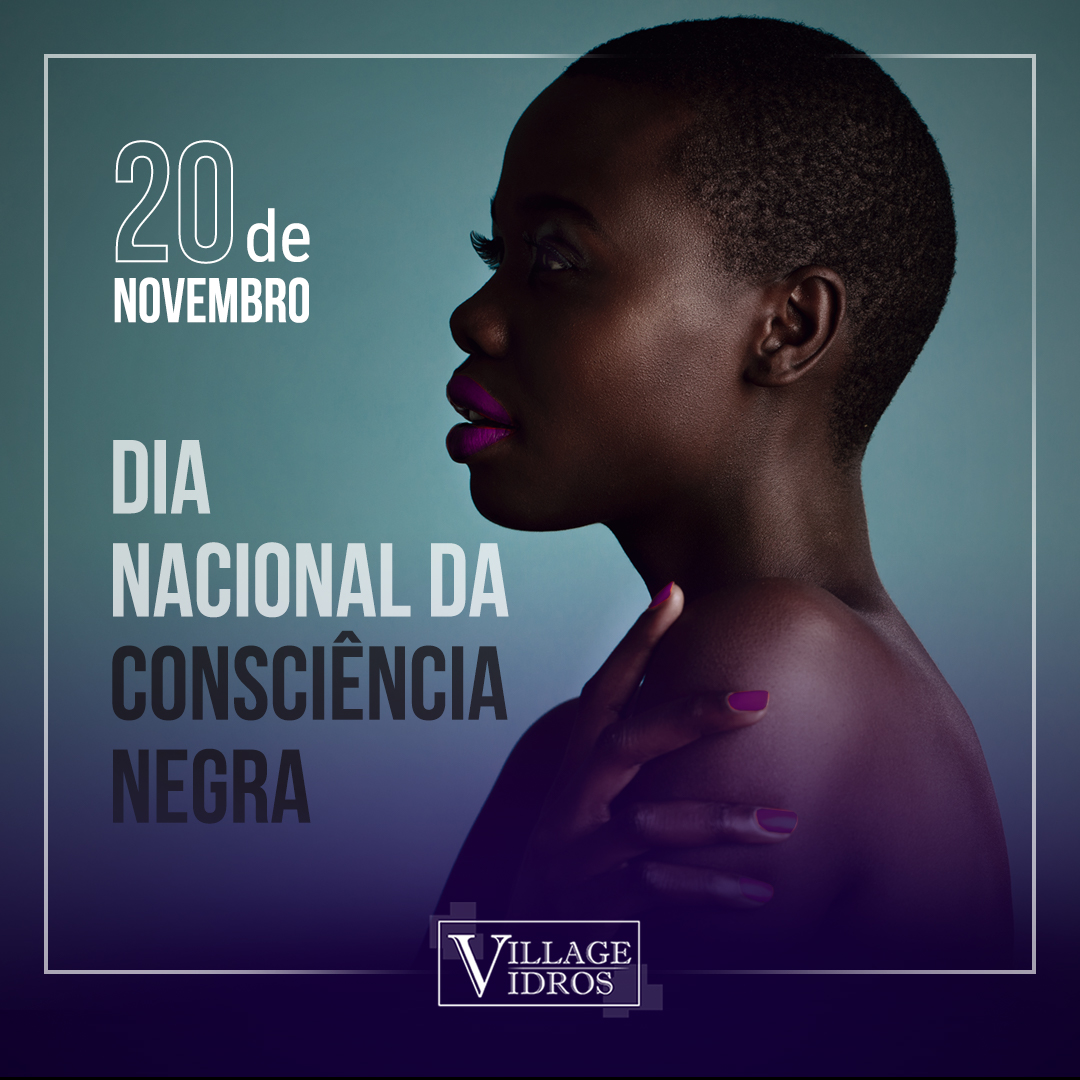 20 de
NOVEMBRO
DIA
NACIONAL DA
CONSCIÊNCIA
NEGRA
VILLAGE
VIDROS